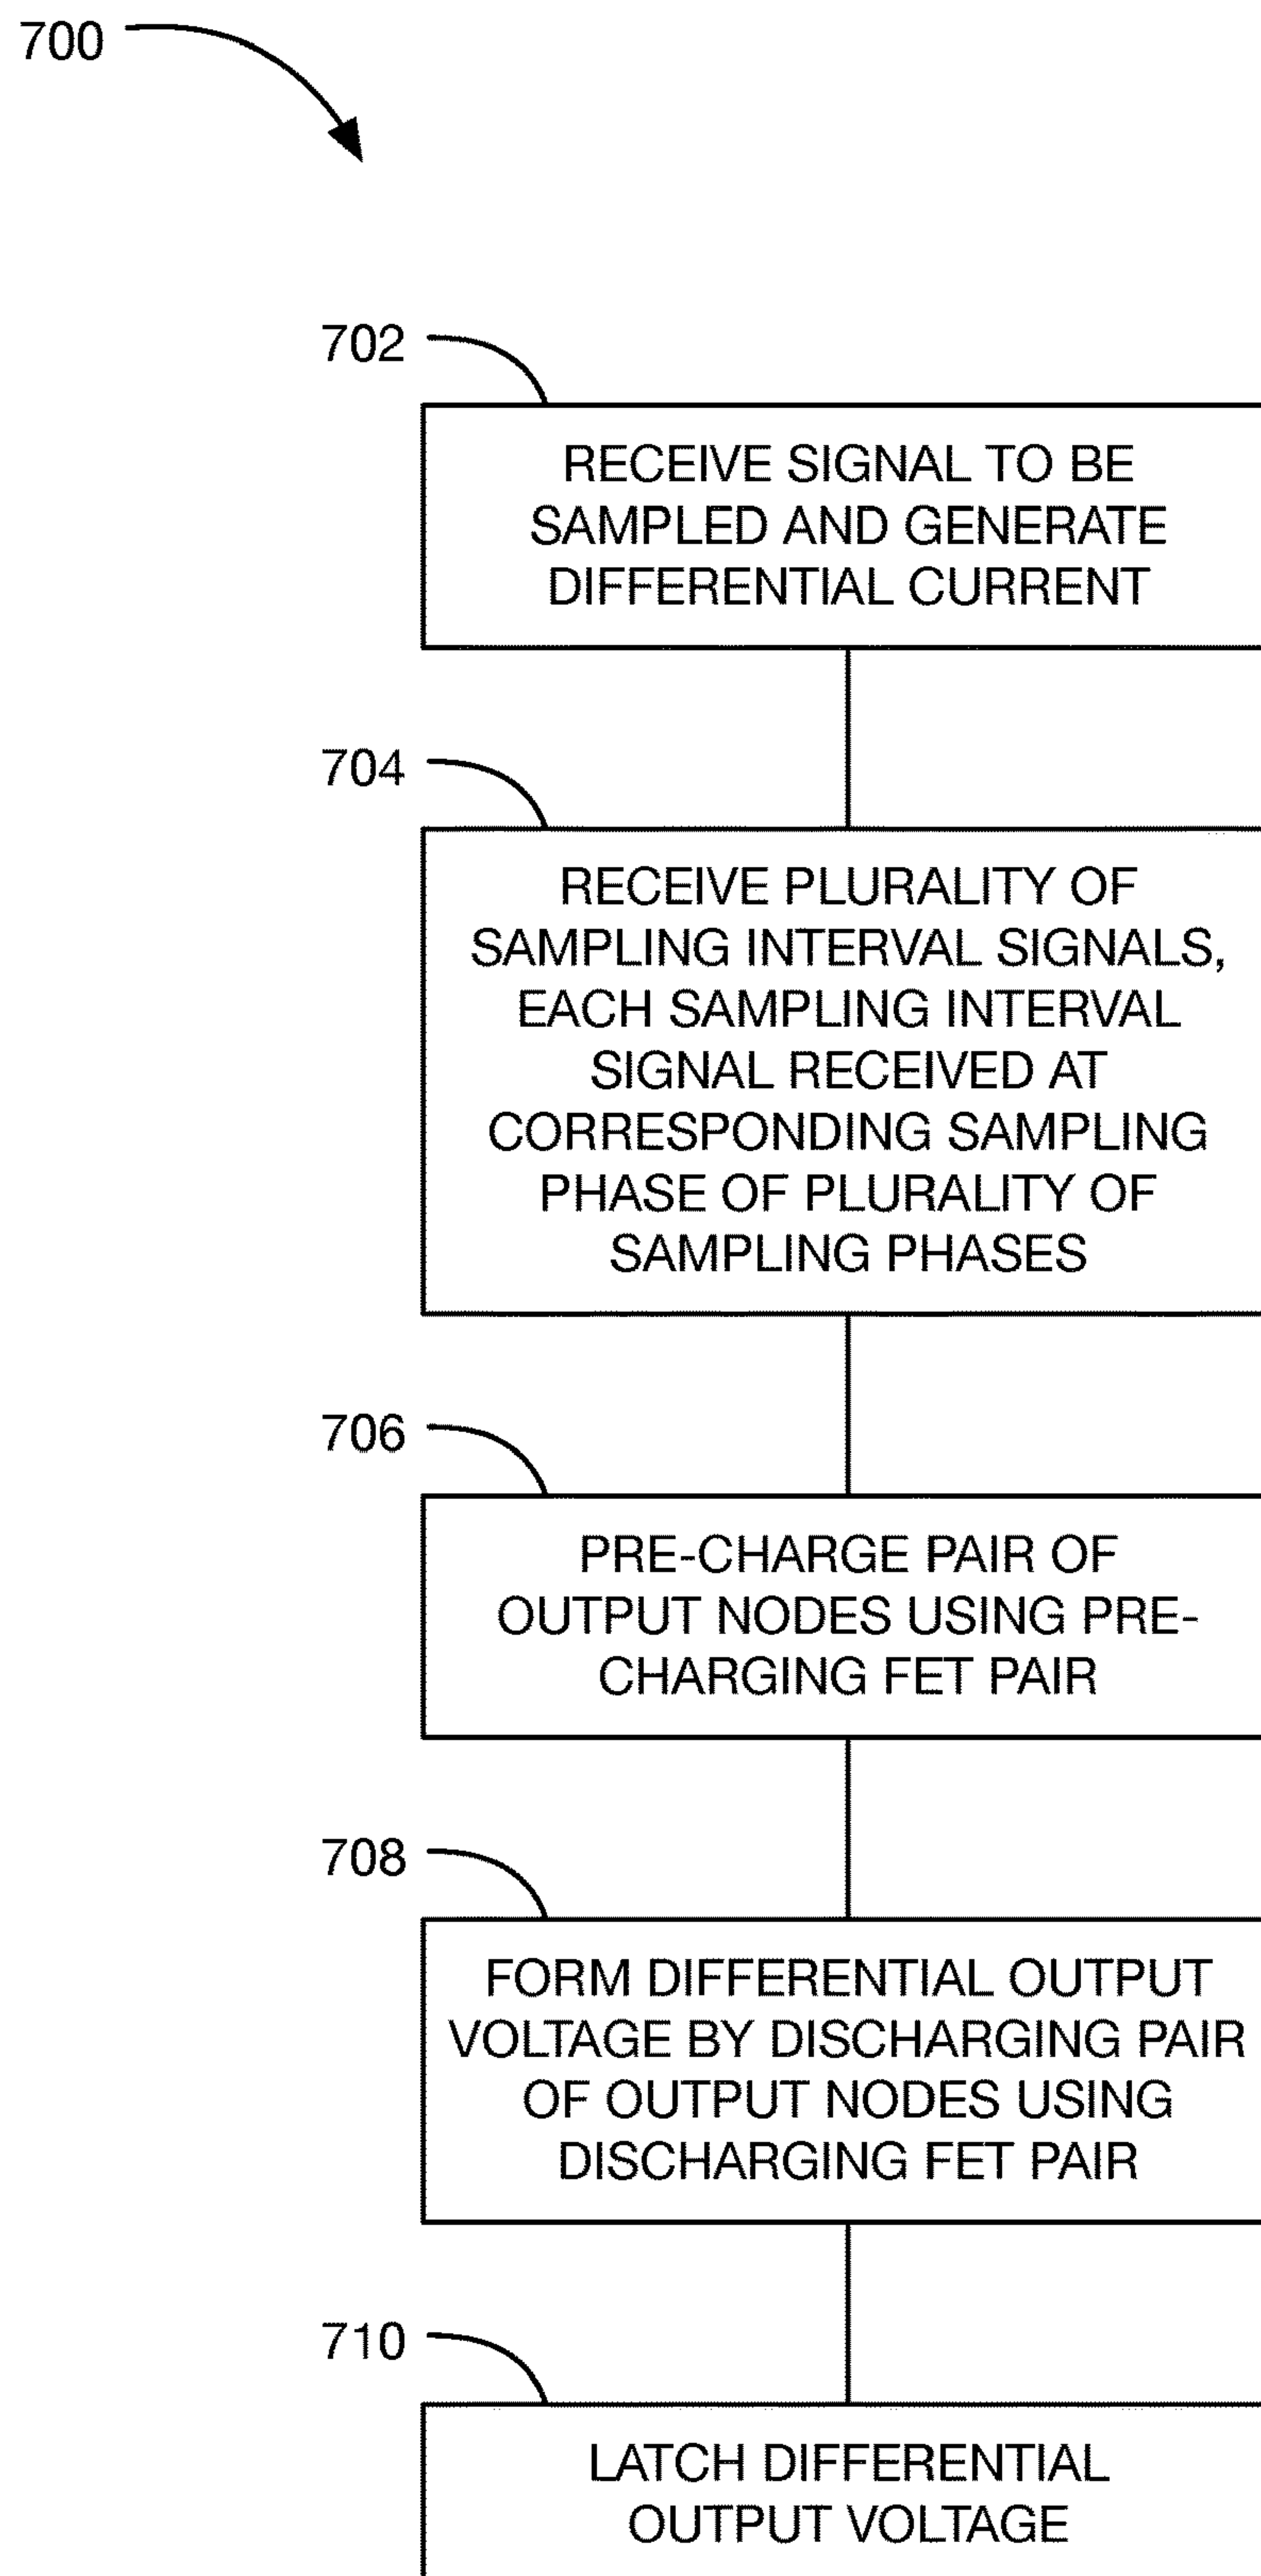 700
702
RECEIVE SIGNAL TO BE
SAMPLED AND GENERATE
DIFFERENTIAL CURRENT
704
RECEIVE PLURALITY OF
SAMPLING INTERVAL SIGNALS,
EACH SAMPLING INTERVAL
SIGNAL RECEIVED AT
CORRESPONDING SAMPLING
PHASE OF PLURALITY OF
SAMPLING PHASES
706
PRE-CHARGE PAIR OF
OUTPUT NODES USING PRE-
CHARGING FET PAIR
708
FORM DIFFERENTIAL OUTPUT
VOLTAGE BY DISCHARGING PAIR
OF OUTPUT NODES USING
DISCHARGING FET PAIR
710
LATCH DIFFERENTIAL
OUTPUT VOLTAGE